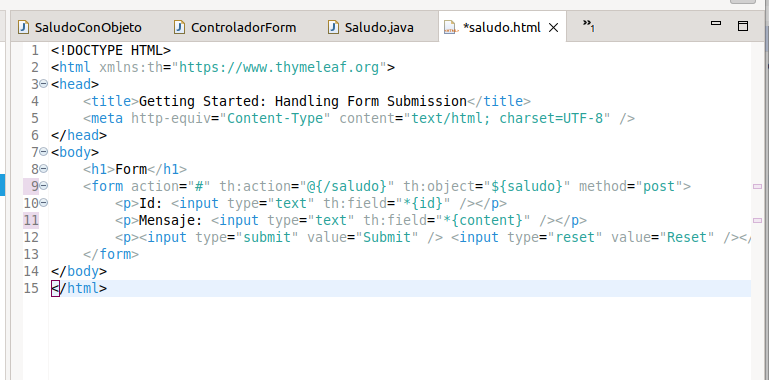 SaludoConObjeto ControladorForm Saludo.java *saludo.html »1
1 <!DOCTYPE HTML>
2 <html xmlns:th="https://www.thymeleaf.org">
3 <head>
4 <title>Getting Started: Handling Form Submission</title>
5 <meta http-equiv="Content-Type" content="text/html; charset=UTF-8" />
6 </head>
7 <body>
8 <h1>Form</h1>
9 <form action="#" th:action="@{/saludo}" th:object="${saludo}" method="post">
10 <p>Id: <input type="text" th:field="*{id}" /></p>
11 <p>Mensaje: <input type="text" th:field="*{content}" /></p>
12 <p><input type="submit" value="Submit" /> <input type="reset" value="Reset" /></
13 </form>
14 </body>
15 </html>